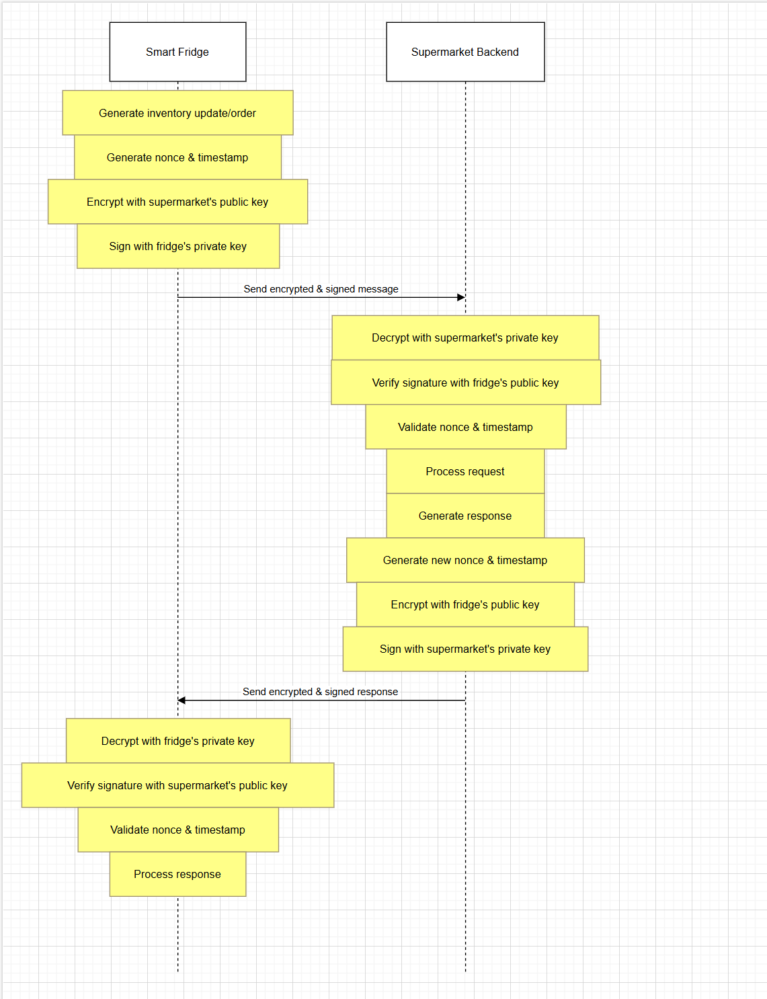 Smart Fridge
Supermarket Backend
Generate inventory update/order
Generate nonce & timestamp
Encrypt with supermarket's public key
Sign with fridge's private key
Send encrypted & signed message
Decrypt with supermarket's private key
Verify signature with fridge's public key
Validate nonce & timestamp
Process request
Generate response
Generate new nonce & timestamp
Encrypt with fridge's public key
Sign with supermarket's private key
Send encrypted & signed response
Decrypt with fridge's private key
Verify signature with supermarket's public key
Validate nonce & timestamp
Process response